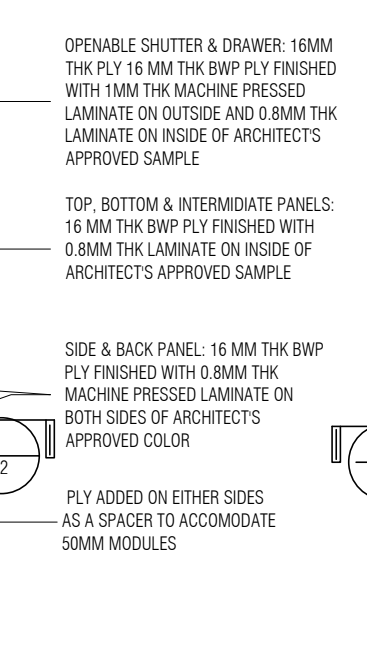 OPENABLE SHUTTER & DRAWER: 16MM
THK PLY 16 MM THK BWP PLY FINISHED
WITH 1MM THK MACHINE PRESSED
LAMINATE ON OUTSIDE AND 0.8MM THK
LAMINATE ON INSIDE OF ARCHITECT'S
APPROVED SAMPLE
TOP, BOTTOM & INTERMIDIATE PANELS:
16 MM THK BWP PLY FINISHED WITH
0.8MM THK LAMINATE ON INSIDE OF
ARCHITECT'S APPROVED SAMPLE
SIDE & BACK PANEL: 16 MM THK BWP
PLY FINISHED WITH 0.8MM THK
MACHINE PRESSED LAMINATE ON
BOTH SIDES OF ARCHITECT'S
APPROVED COLOR
2
PLY ADDED ON EITHER SIDES
AS A SPACER TO ACCOMODATE
50MM MODULES